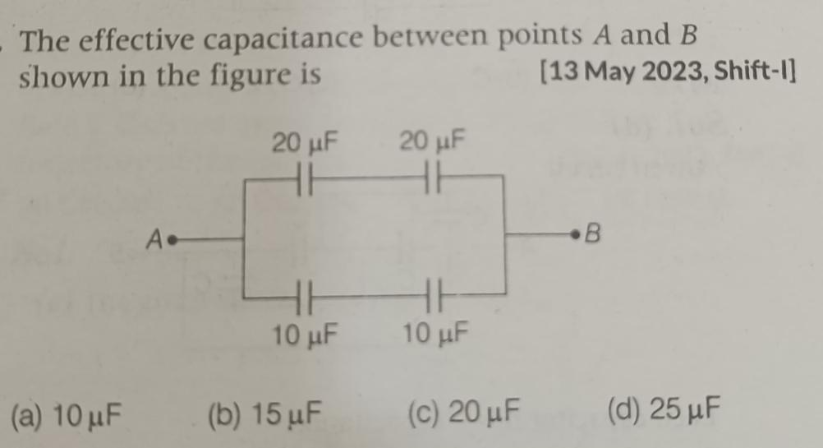 The effective capacitance between points A and B
shown in the figure is [13 May 2023, Shift-I]
20 μF 20 μF
A B
10 μF 10 μF
(a) 10 μF (b) 15 μF (c) 20 μF (d) 25 μF